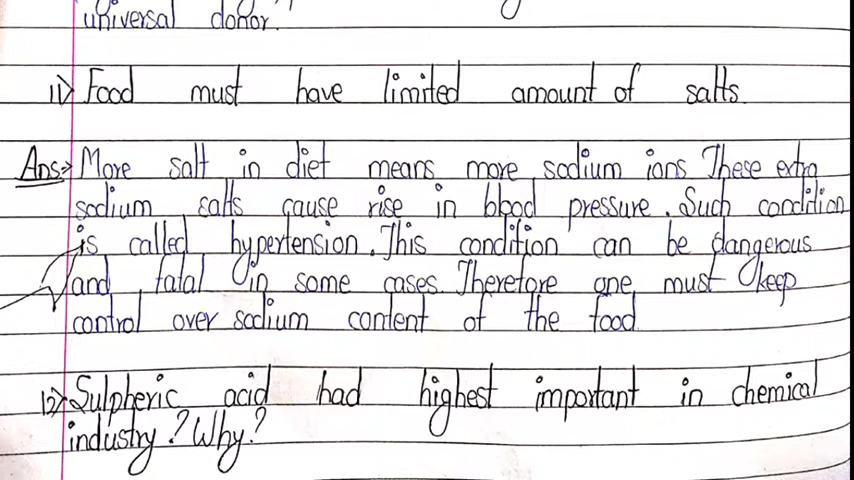 universal donor.
11) Food must have limited amount of salts.
Ans:> More salt in diet means more sodium ions These extra
sodium salts cause rise in blood pressure. Such condition
is called hypertension. This condition can be dangerous
and fatal in some cases. Therefore one must keep
control over sodium content of the food
12) Sulpheric acid had highest important in chemical
industry? Why?